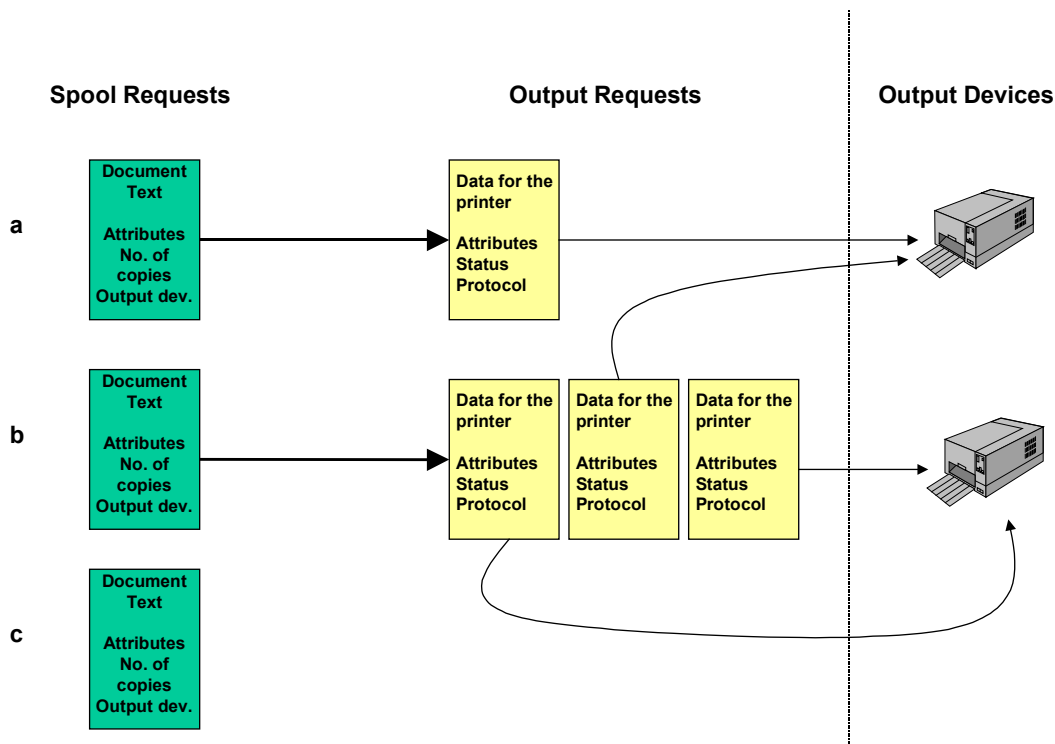 Spool Requests
Output Requests
Output Devices
a
Document
Text
Attributes
No. of
copies
Output dev.
Data for the
printer
Attributes
Status
Protocol
b
Document
Text
Attributes
No. of
copies
Output dev.
Data for the
printer
Attributes
Status
Protocol
Data for the
printer
Attributes
Status
Protocol
Data for the
printer
Attributes
Status
Protocol
c
Document
Text
Attributes
No. of
copies
Output dev.